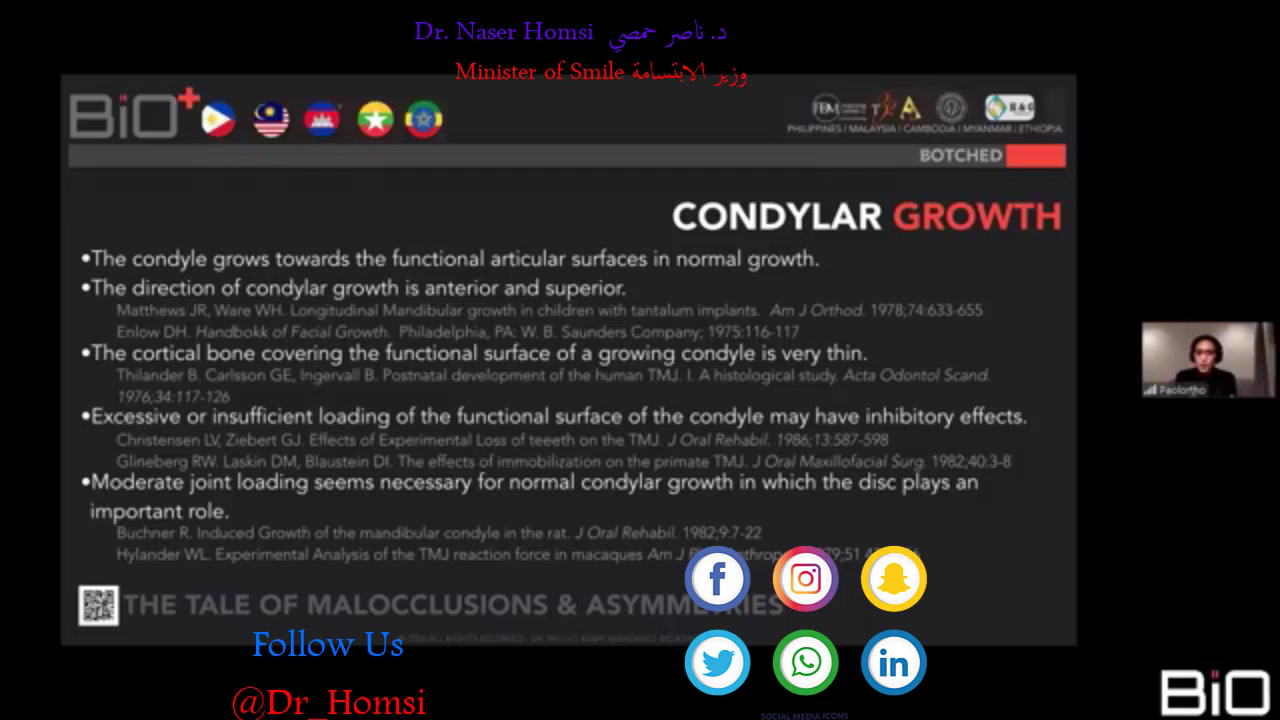 Dr. Naser Homsi د. ناصر حمصي
Minister of Smile وزير الابتسامة
BiO+
PHILIPPINES | MALAYSIA | CAMBODIA | MYANMAR | ETHIOPIA
BOTCHED
CONDYLAR GROWTH
•The condyle grows towards the functional articular surfaces in normal growth.
•The direction of condylar growth is anterior and superior.
Matthews JR, Ware WH. Longitudinal Mandibular growth in children with tantalum implants. Am J Orthod. 1978;74:633-655
Enlow DH. Handbokk of Facial Growth. Philadelphia, PA: W. B. Saunders Company; 1975:116-117
•The cortical bone covering the functional surface of a growing condyle is very thin.
Thilander B. Carlsson GE, Ingervall B. Postnatal development of the human TMJ. I. A histological study. Acta Odontol Scand.
1976;34:117-126
•Excessive or insufficient loading of the functional surface of the condyle may have inhibitory effects.
Christensen LV, Ziebert GJ. Effects of Experimental Loss of teeeth on the TMJ. J Oral Rehabil. 1986;13:587-598
Glineberg RW. Laskin DM, Blaustein DI. The effects of immobilization on the primate TMJ. J Oral Maxillofacial Surg. 1982;40:3-8
•Moderate joint loading seems necessary for normal condylar growth in which the disc plays an
important role.
Buchner R. Induced Growth of the mandibular condyle in the rat. J Oral Rehabil. 1982;9:7-22
Hylander WL. Experimental Analysis of the TMJ reaction force in macaques Am J
THE TALE OF MALOCCLUSIONS & ASYMMETRIES
Follow Us
@Dr_Homsi
SOCIAL MEDIA ICONS
Paolortho
BiO